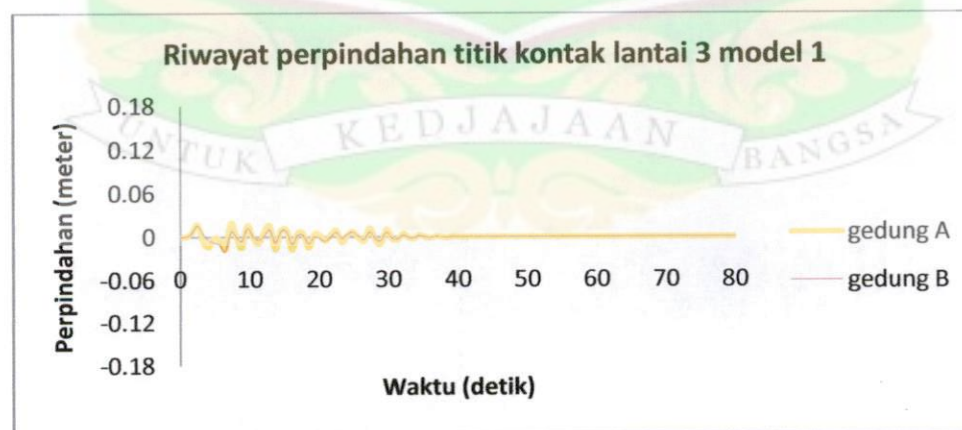 Riwayat perpindahan titik kontak lantai 3 model 1
UNTUK KEDJAJAAN BANGSA
Perpindahan (meter)
0.18
0.12
0.06
0
-0.06
-0.12
-0.18
0 10 20 30 40 50 60 70 80
Waktu (detik)
gedung A
gedung B